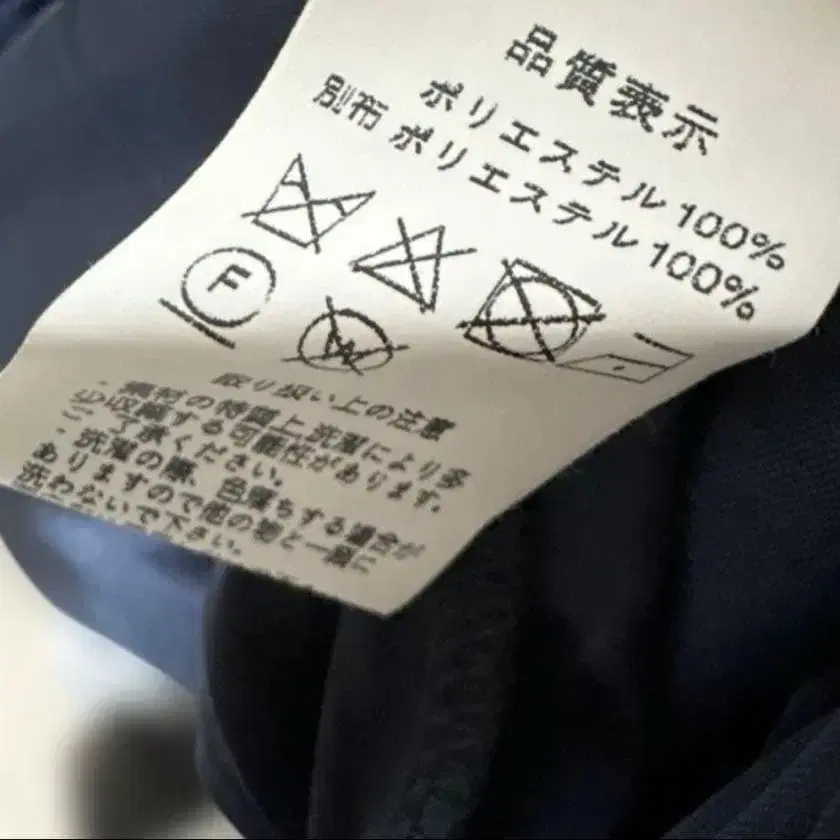 品質表示
ポリエステル 100%
別布 ポリエステル 100%
F
W
取り扱い上の注意
・素材の特質上、洗濯により多
少収縮する可能性があります。
ご了承ください。
・洗濯の際、色落ちする場合が
ありますので他の物と一緒に
洗わないで下さい。